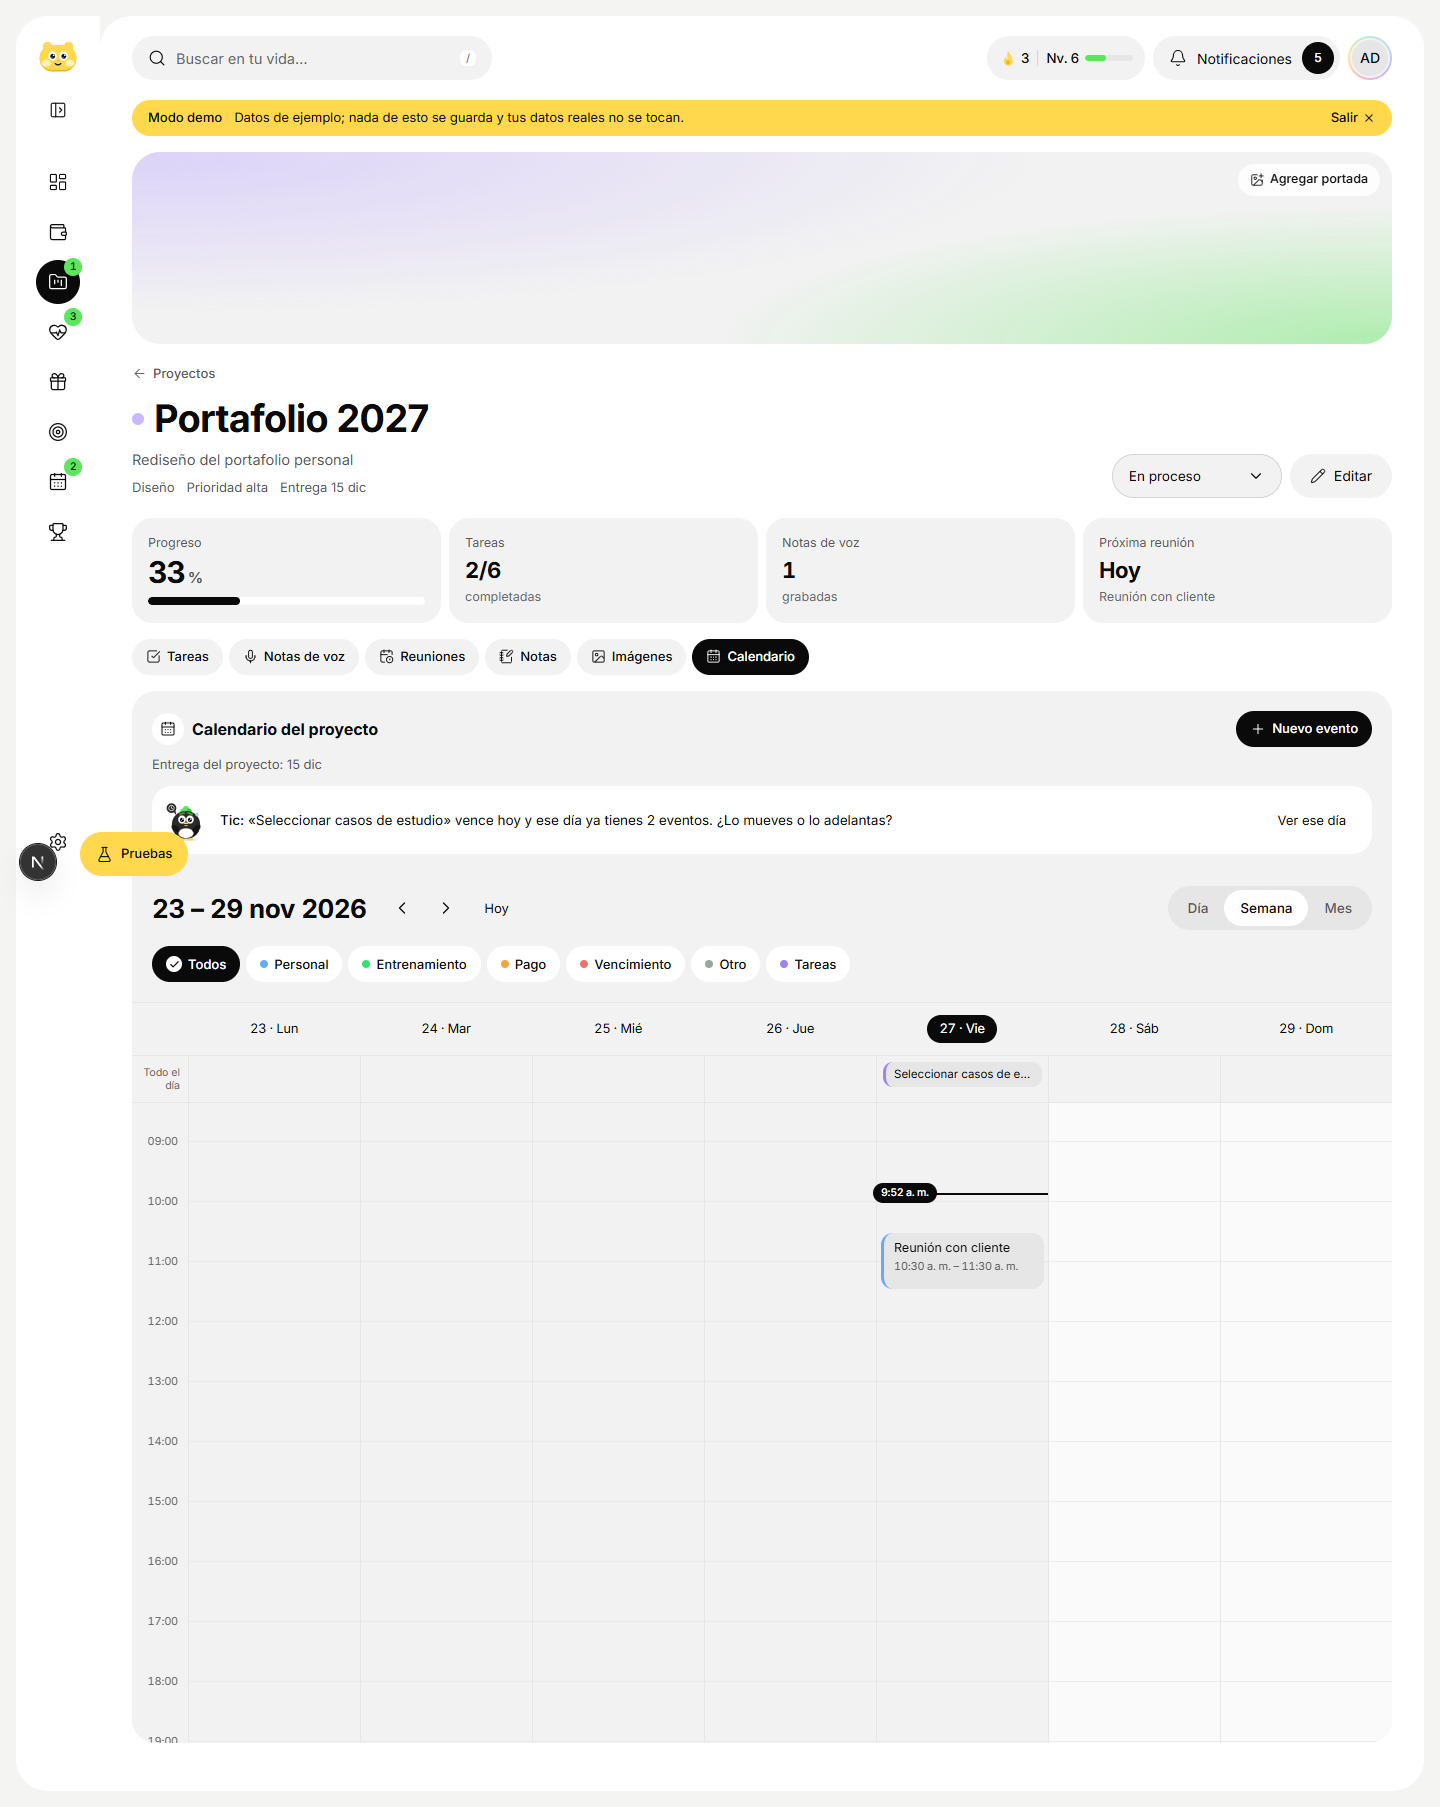 Buscar en tu vida...
/
3
Nv. 6
Notificaciones
5
AD
Modo demo
Datos de ejemplo; nada de esto se guarda y tus datos reales no se tocan.
Salir
Agregar portada
1
3
2
Proyectos
Portafolio 2027
Rediseño del portafolio personal
Diseño
Prioridad alta
Entrega 15 dic
En proceso
Editar
Progreso
33 %
Tareas
2/6
completadas
Notas de voz
1
grabadas
Próxima reunión
Hoy
Reunión con cliente
Tareas
Notas de voz
Reuniones
Notas
Imágenes
Calendario
Calendario del proyecto
Nuevo evento
Entrega del proyecto: 15 dic
Tic: «Seleccionar casos de estudio» vence hoy y ese día ya tienes 2 eventos. ¿Lo mueves o lo adelantas?
Ver ese día
N
Pruebas
23 – 29 nov 2026
Hoy
Día
Semana
Mes
Todos
Personal
Entrenamiento
Pago
Vencimiento
Otro
Tareas
23 · Lun
24 · Mar
25 · Mié
26 · Jue
27 · Vie
28 · Sáb
29 · Dom
Todo el
día
Seleccionar casos de e...
09:00
9:52 a. m.
10:00
Reunión con cliente
10:30 a. m. – 11:30 a. m.
11:00
12:00
13:00
14:00
15:00
16:00
17:00
18:00
19:00